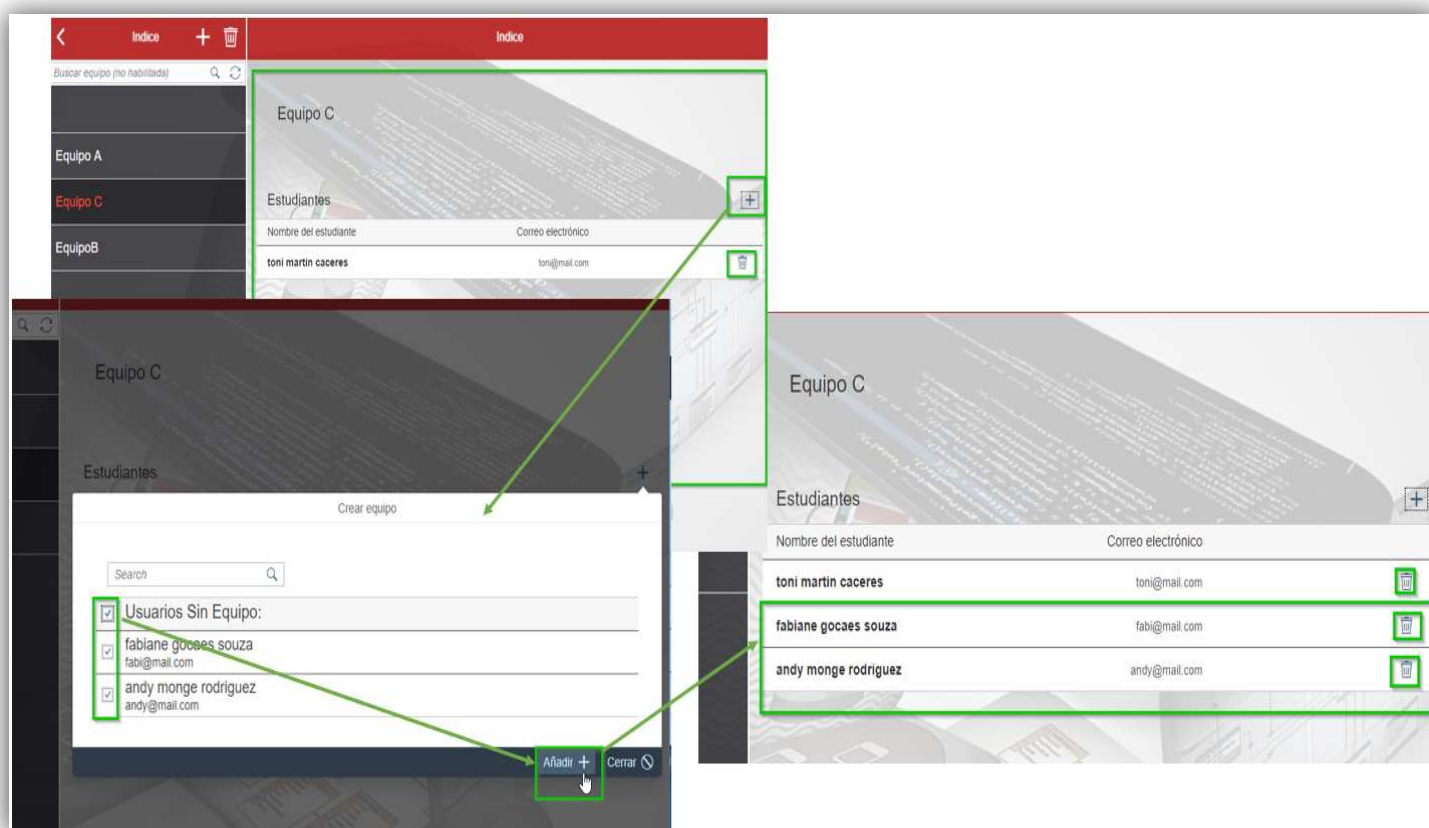 Indice
Indice
Buscar equipo (no habilitada)
Equipo A
Equipo C
EquipoB
Equipo C
Estudiantes
Nombre del estudiante Correo electrónico
toni martin caceres toni@mail.com
Equipo C
Estudiantes
Crear equipo
Search
Usuarios Sin Equipo:
fabiane gocaes souza
fabi@mail.com
andy monge rodriguez
andy@mail.com
Añadir Cerrar
Equipo C
Estudiantes
Nombre del estudiante Correo electrónico
toni martin caceres toni@mail.com
fabiane gocaes souza fabi@mail.com
andy monge rodriguez andy@mail.com